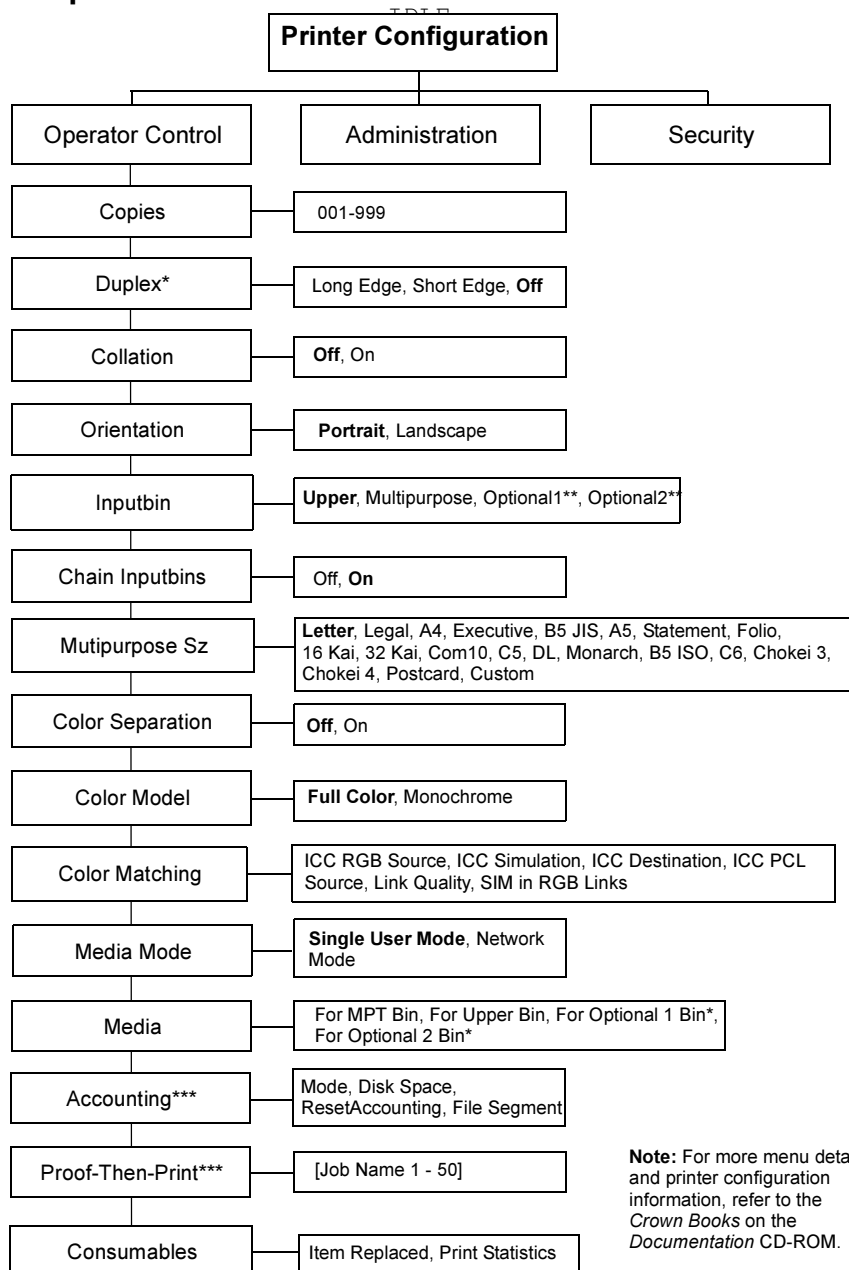 Printer Configuration
Operator Control
Administration
Security
Copies
001-999
Duplex*
Long Edge, Short Edge, Off
Collation
Off, On
Orientation
Portrait, Landscape
Inputbin
Upper, Multipurpose, Optional1**, Optional2**
Chain Inputbins
Off, On
Mutipurpose Sz
Letter, Legal, A4, Executive, B5 JIS, A5, Statement, Folio,
16 Kai, 32 Kai, Com10, C5, DL, Monarch, B5 ISO, C6, Chokei 3,
Chokei 4, Postcard, Custom
Color Separation
Off, On
Color Model
Full Color, Monochrome
Color Matching
ICC RGB Source, ICC Simulation, ICC Destination, ICC PCL
Source, Link Quality, SIM in RGB Links
Media Mode
Single User Mode, Network
Mode
Media
For MPT Bin, For Upper Bin, For Optional 1 Bin*,
For Optional 2 Bin*
Accounting***
Mode, Disk Space,
ResetAccounting, File Segment
Proof-Then-Print***
[Job Name 1 - 50]
Consumables
Item Replaced, Print Statistics
Note: For more menu deta
and printer configuration
information, refer to the
Crown Books on the
Documentation CD-ROM.